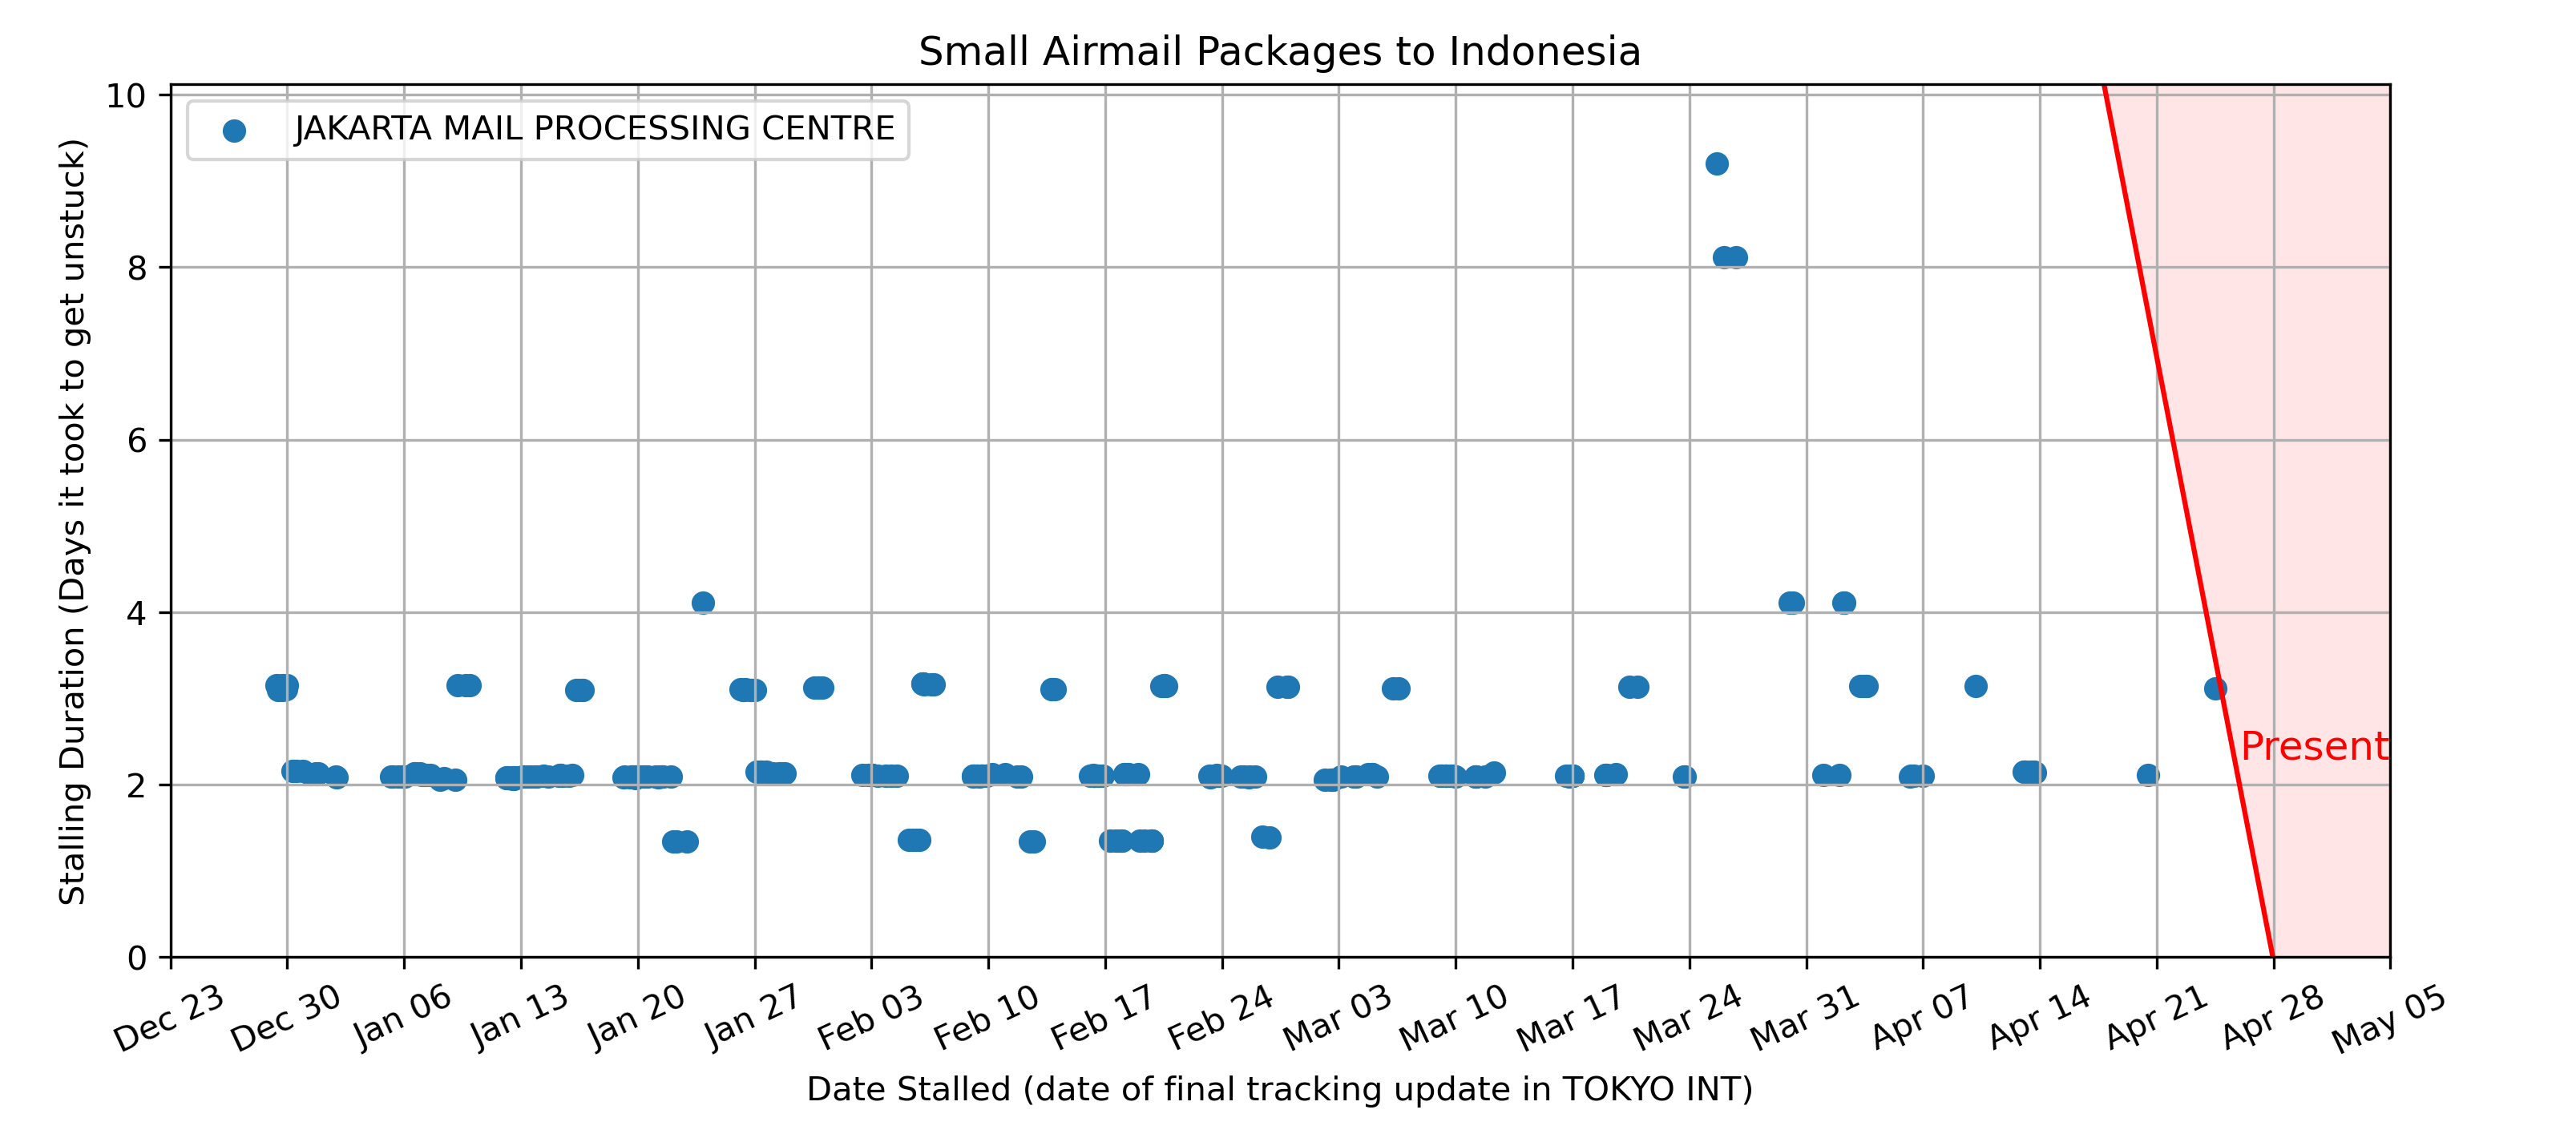 Small Airmail Packages to Indonesia
JAKARTA MAIL PROCESSING CENTRE
Stalling Duration (Days it took to get unstuck)
10
8
6
4
2
0
Present
Dec 23
Dec 30
Jan 06
Jan 13
Jan 20
Jan 27
Feb 03
Feb 10
Feb 17
Feb 24
Mar 03
Mar 10
Mar 17
Mar 24
Mar 31
Apr 07
Apr 14
Apr 21
Apr 28
May 05
Date Stalled (date of final tracking update in TOKYO INT)